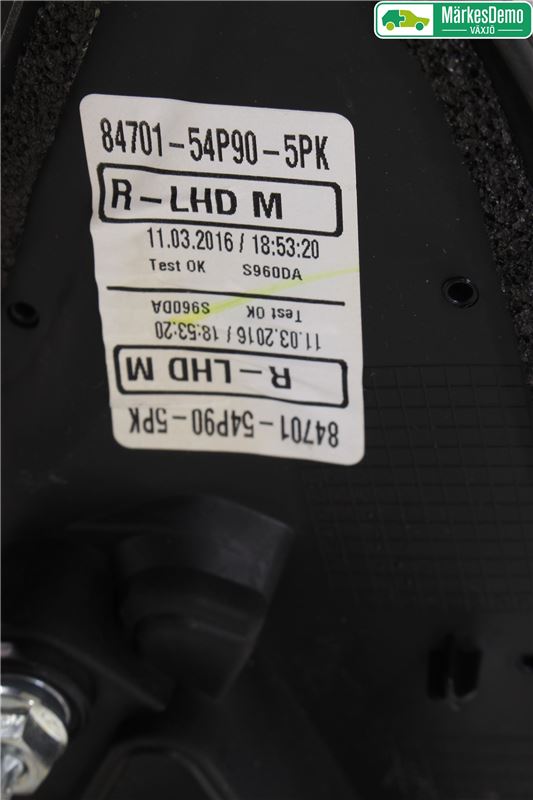 MärkesDemo
VÄXJÖ
84701-54P90-5PK
R-LHD M
11.03.2016 / 18:53:20
Test OK S960DA
Test OK S960DA
11.03.2016 / 18:53:20
R-LHD M
84701-54P90-5PK